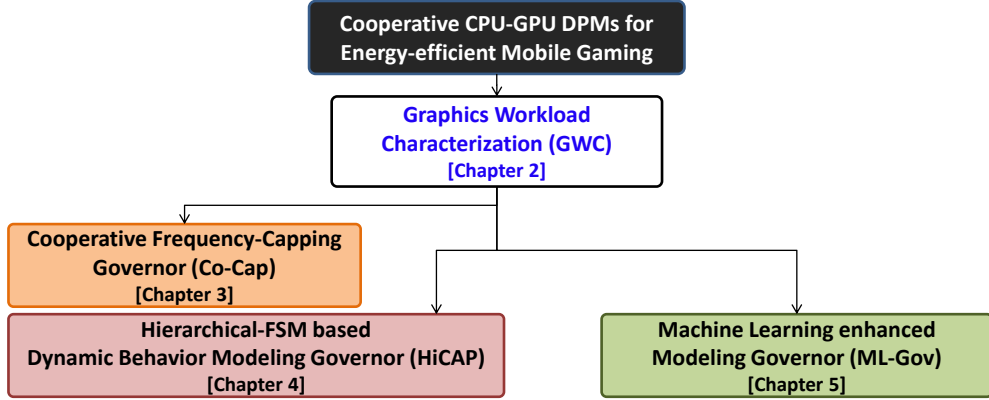 Cooperative CPU-GPU DPMs for
Energy-efficient Mobile Gaming
Graphics Workload
Characterization (GWC)
[Chapter 2]
Cooperative Frequency-Capping
Governor (Co-Cap)
[Chapter 3]
Hierarchical-FSM based
Dynamic Behavior Modeling Governor (HiCAP)
[Chapter 4]
Machine Learning enhanced
Modeling Governor (ML-Gov)
[Chapter 5]